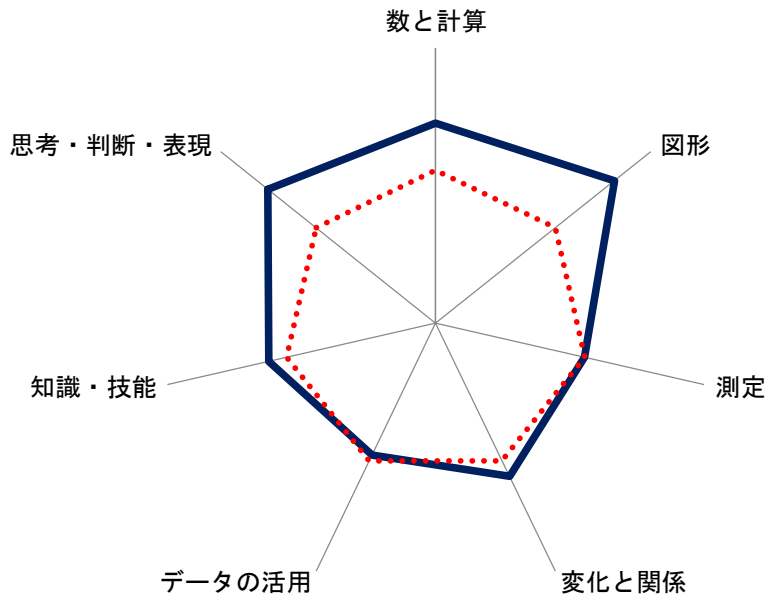 数と計算
思考・判断・表現
図形
知識・技能
測定
データの活用
変化と関係